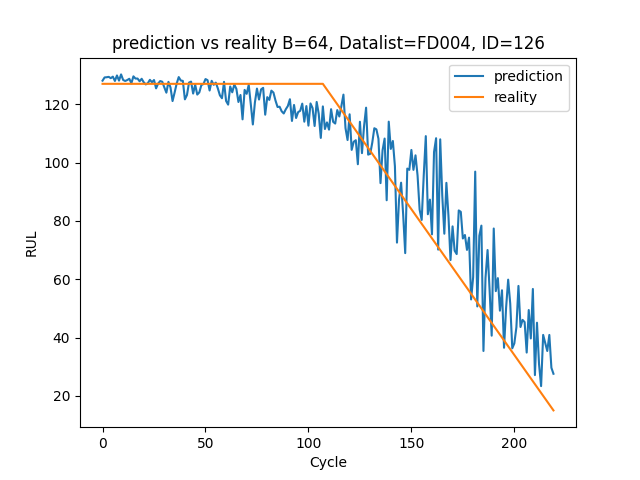 prediction vs reality B=64, Datalist=FD004, ID=126
prediction
reality
RUL
120
100
80
60
40
20
0
50
100
150
200
Cycle